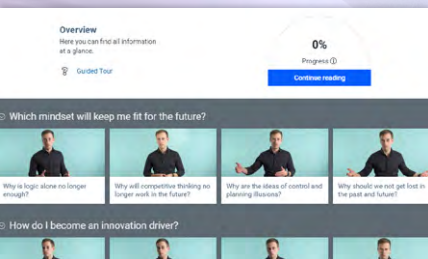 Overview
Here you can find all information
at a glance.
Guided Tour
0%
Progress
Continue reading
Which mindset will keep me fit for the future?
Why is logic alone no longer
enough?
Why will competitive thinking no
longer work in the future?
Why are the ideas of control and
planning illusions?
Why should we not get lost in
the past and future?
How do I become an innovation driver?